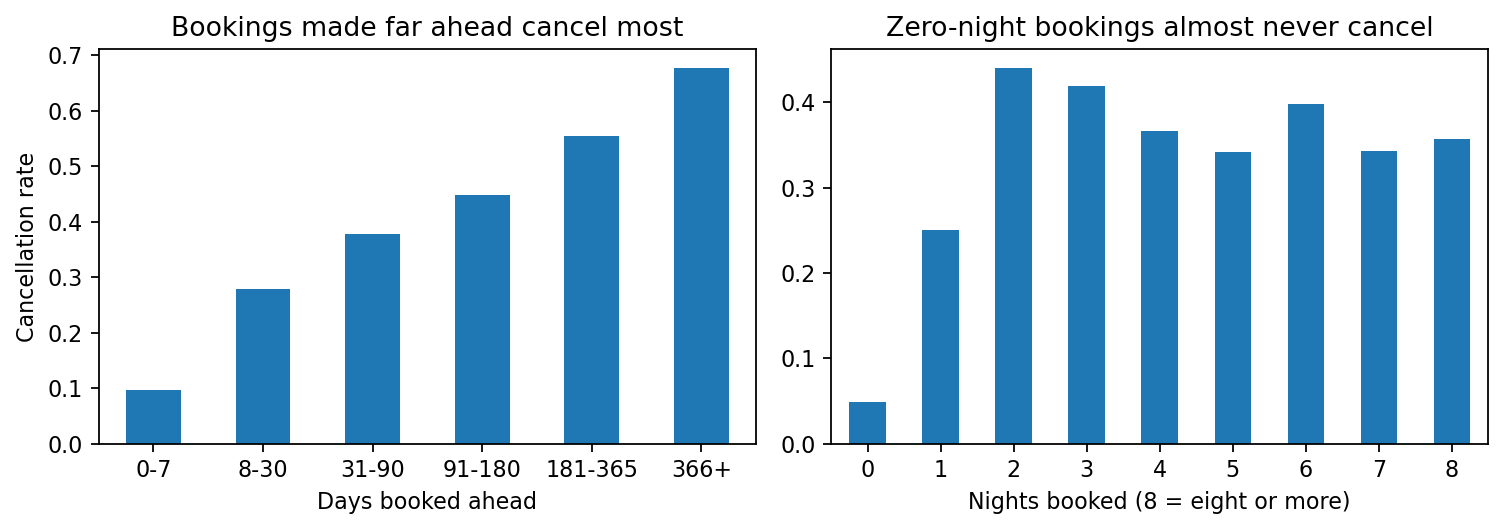 Bookings made far ahead cancel most
Cancellation rate
0.7
0.6
0.5
0.4
0.3
0.2
0.1
0.0
0-7 8-30 31-90 91-180 181-365 366+
Days booked ahead
Zero-night bookings almost never cancel
0.4
0.3
0.2
0.1
0.0
0 1 2 3 4 5 6 7 8
Nights booked (8 = eight or more)